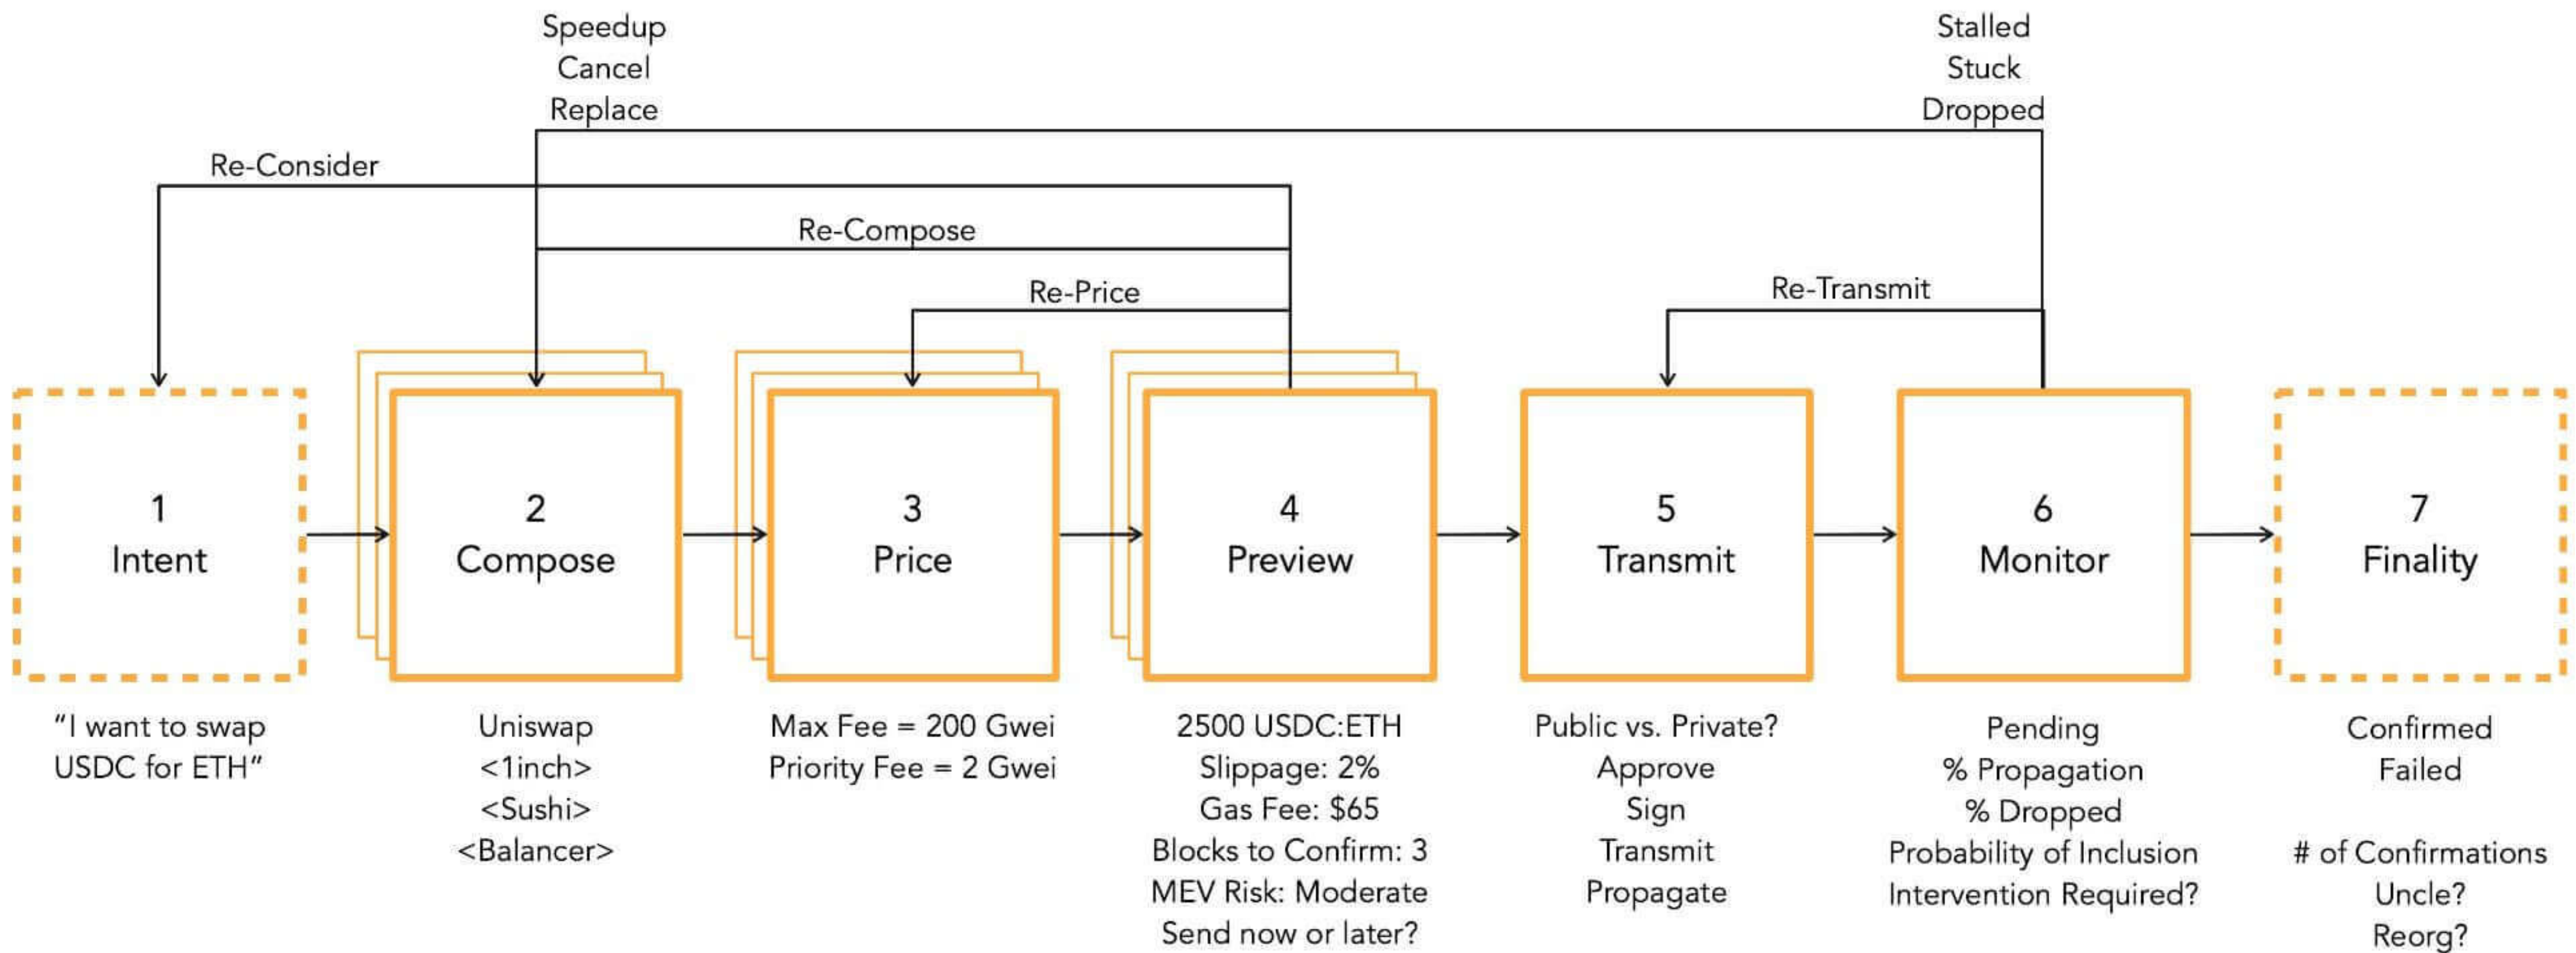 Speedup
Cancel
Replace
Stalled
Stuck
Dropped
Re-Consider
Re-Compose
Re-Price
Re-Transmit
1
Intent
2
Compose
3
Price
4
Preview
5
Transmit
6
Monitor
7
Finality
“I want to swap
USDC for ETH”
Uniswap
<1inch>
<Sushi>
<Balancer>
Max Fee = 200 Gwei
Priority Fee = 2 Gwei
2500 USDC:ETH
Slippage: 2%
Gas Fee: $65
Blocks to Confirm: 3
MEV Risk: Moderate
Send now or later?
Public vs. Private?
Approve
Sign
Transmit
Propagate
Pending
% Propagation
% Dropped
Probability of Inclusion
Intervention Required?
Confirmed
Failed
# of Confirmations
Uncle?
Reorg?